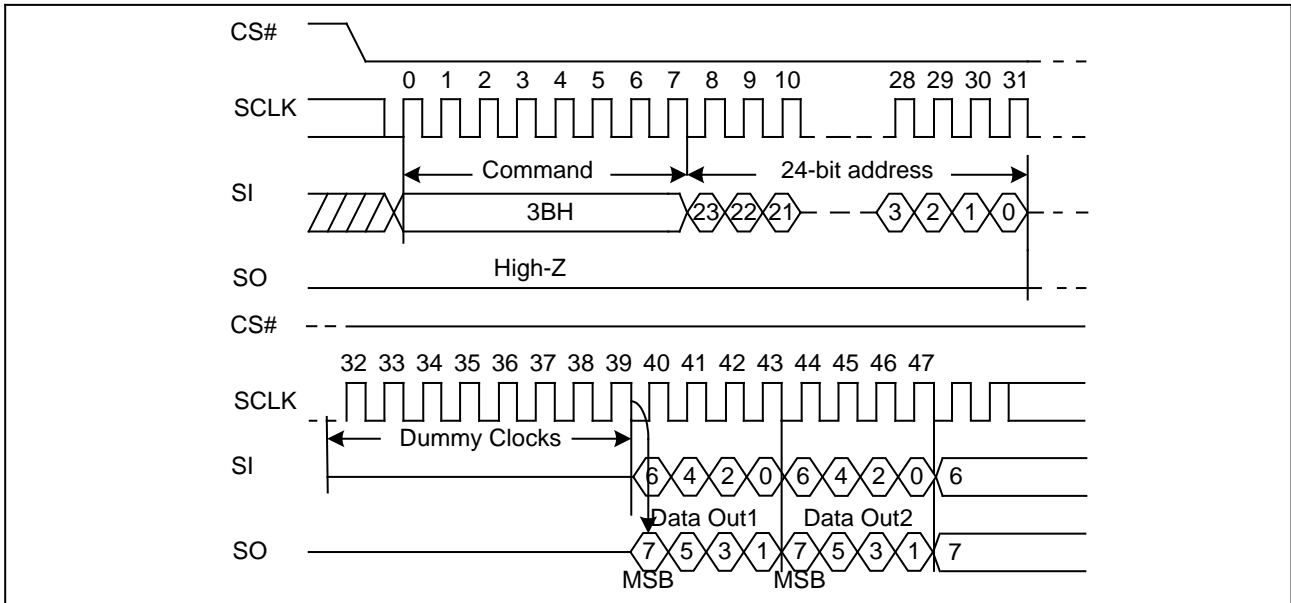 CS#
0 1 2 3 4 5 6 7 8 9 10 28 29 30 31
SCLK
Command 24-bit address
SI
3BH 23 22 21 3 2 1 0
High-Z
SO
CS#
32 33 34 35 36 37 38 39 40 41 42 43 44 45 46 47
SCLK
Dummy Clocks
SI
6 4 2 0 6 4 2 0 6
Data Out1 Data Out2
SO
7 5 3 1 7 5 3 1 7
MSB MSB